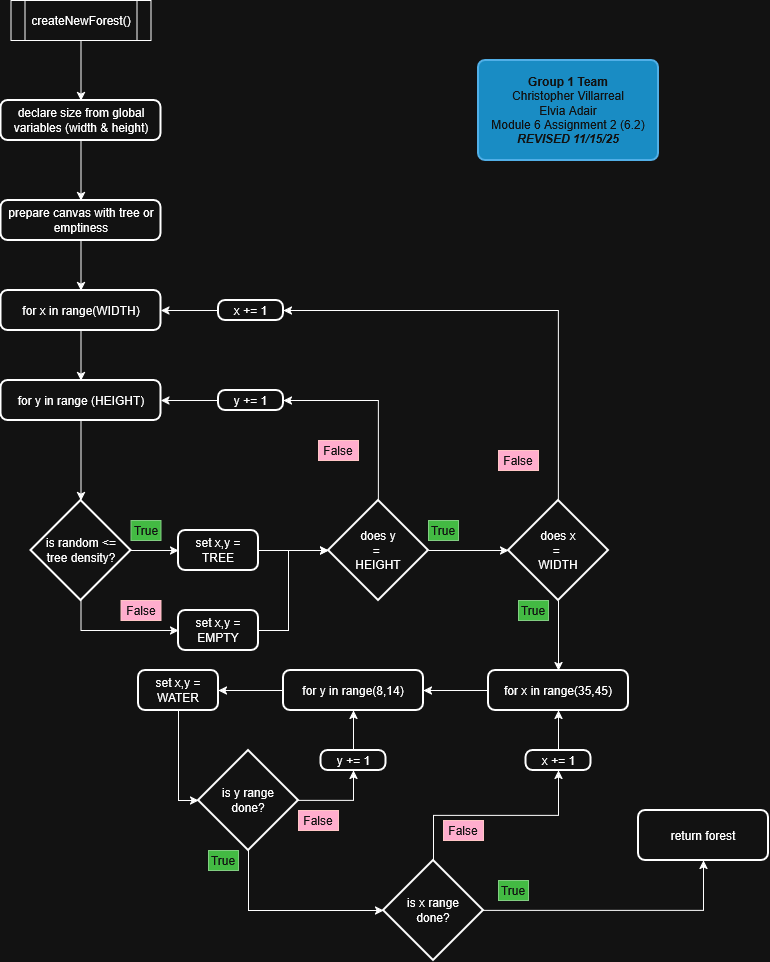 createNewForest()
Group 1 Team
Christopher Villarreal
Elvia Adair
Module 6 Assignment 2 (6.2)
REVISED 11/15/25
declare size from global
variables (width & height)
prepare canvas with tree or
emptiness
for x in range(WIDTH)
x += 1
for y in range (HEIGHT)
y += 1
False
False
is random <=
tree density?
True
set x,y =
TREE
does y
=
HEIGHT
True
does x
=
WIDTH
False
set x,y =
EMPTY
True
set x,y =
WATER
for y in range(8,14)
for x in range(35,45)
y += 1
x += 1
is y range
done?
False
False
return forest
True
is x range
done?
True